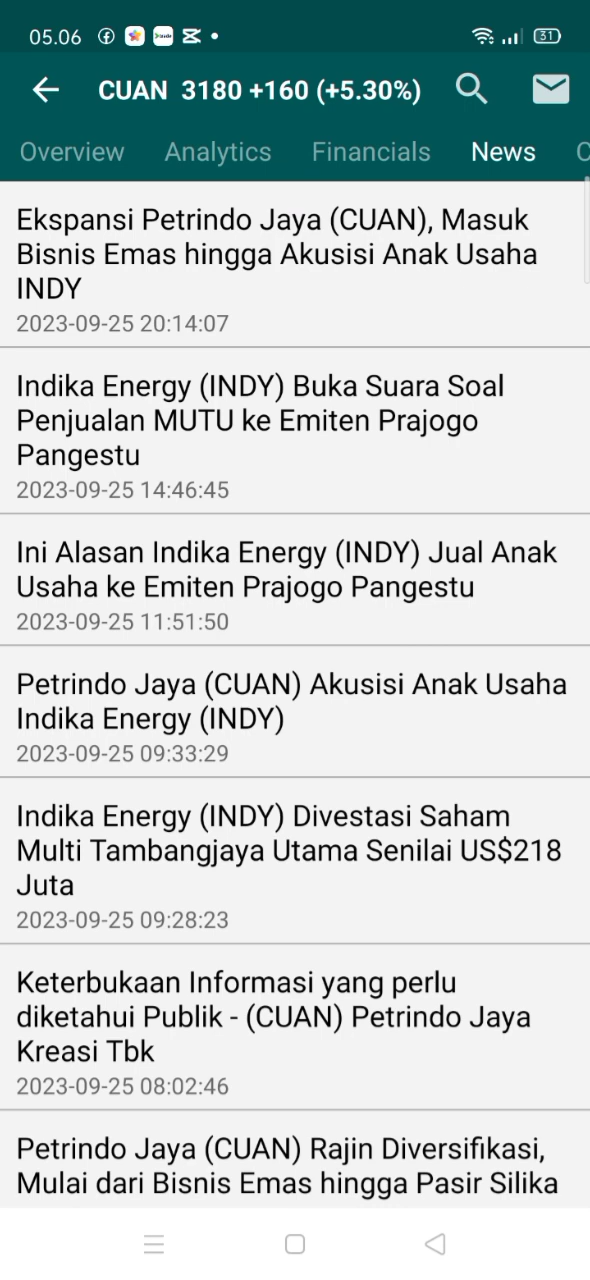 05.06
31
CUAN 3180 +160 (+5.30%)
Overview Analytics Financials News C
Ekspansi Petrindo Jaya (CUAN), Masuk
Bisnis Emas hingga Akusisi Anak Usaha
INDY
2023-09-25 20:14:07
Indika Energy (INDY) Buka Suara Soal
Penjualan MUTU ke Emiten Prajogo
Pangestu
2023-09-25 14:46:45
Ini Alasan Indika Energy (INDY) Jual Anak
Usaha ke Emiten Prajogo Pangestu
2023-09-25 11:51:50
Petrindo Jaya (CUAN) Akusisi Anak Usaha
Indika Energy (INDY)
2023-09-25 09:33:29
Indika Energy (INDY) Divestasi Saham
Multi Tambangjaya Utama Senilai US$218
Juta
2023-09-25 09:28:23
Keterbukaan Informasi yang perlu
diketahui Publik - (CUAN) Petrindo Jaya
Kreasi Tbk
2023-09-25 08:02:46
Petrindo Jaya (CUAN) Rajin Diversifikasi,
Mulai dari Bisnis Emas hingga Pasir Silika